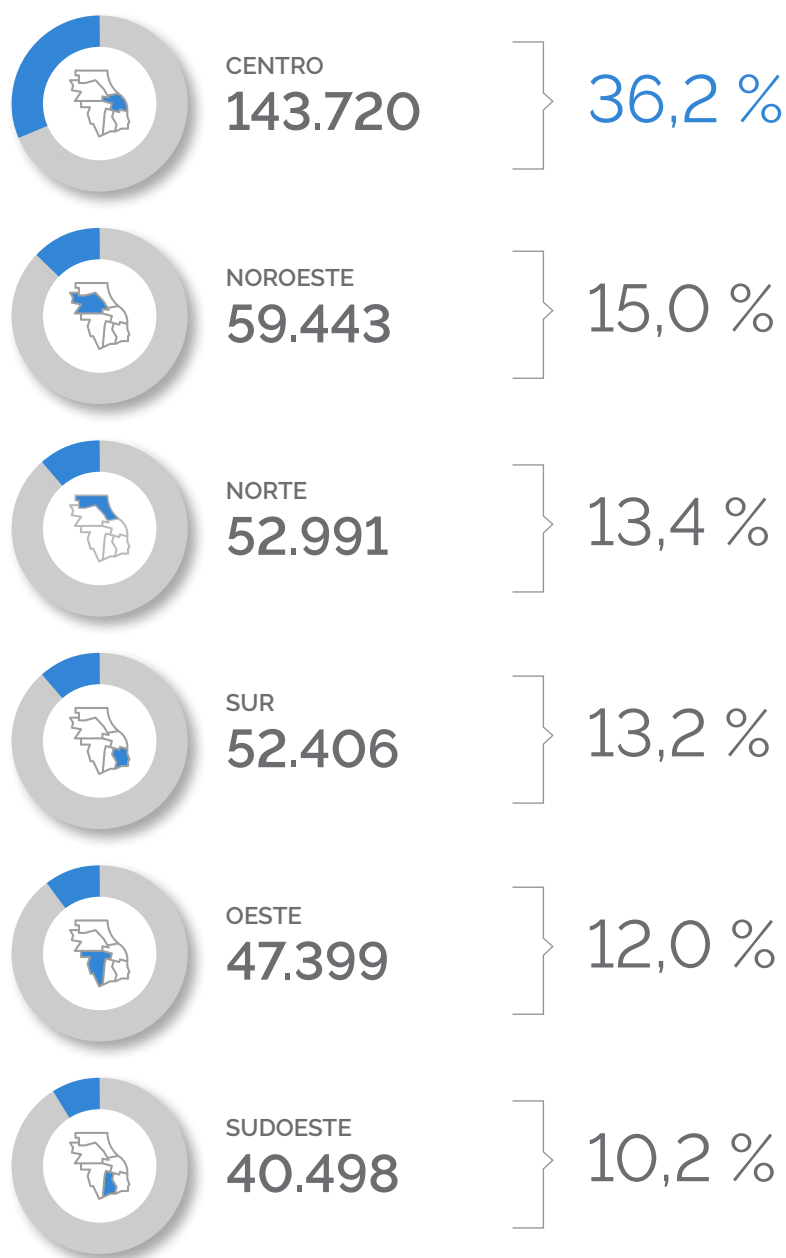 CENTRO
143.720
36,2 %
NOROESTE
59.443
15,0 %
NORTE
52.991
13,4 %
SUR
52.406
13,2 %
OESTE
47.399
12,0 %
SUDOESTE
40.498
10,2 %